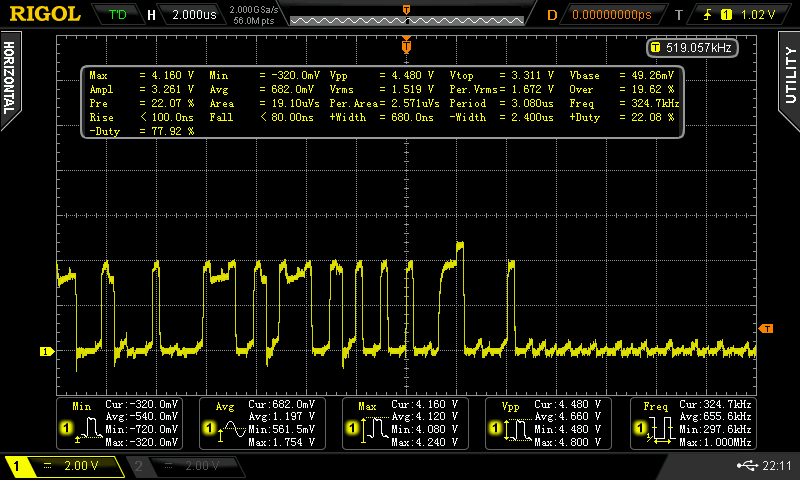 RIGOL T'D H 2.000us 2.000GSa/s 56.0M pts D 0.00000000ps T 1 1.02 V
HORIZONTAL
UTILITY
T 519.057kHz
T
Max = 4.160 V Min = -320.0mV Vpp = 4.480 V Vtop = 3.311 V Vbase = 49.26mV
Ampl = 3.261 V Avg = 682.0mV Vrms = 1.519 V Per.Vrms= 1.672 V Over = 19.62 %
Pre = 22.07 % Area = 19.10uVs Per.Area= 2.571uVs Period = 3.080us Freq = 324.7kHz
Rise < 100.0ns Fall < 80.00ns +Width = 680.0ns -Width = 2.400us +Duty = 22.08 %
-Duty = 77.92 %
T
1
Min Cur:-320.0mV Avg Cur: 682.0mV Max Cur: 4.160 V Vpp Cur: 4.480 V Freq Cur:324.7kHz
Avg:-540.0mV Avg: 1.197 V Avg: 4.120 V Avg: 4.660 V Avg:655.6kHz
1 Min:-720.0mV 1 Min: 561.5mV 1 Min: 4.080 V 1 Min: 4.480 V 1 Min:297.6kHz
Max:-320.0mV Max: 1.754 V Max: 4.240 V Max: 4.800 V Max:1.000MHz
1 2.00 V 2 2.00 V 22:11